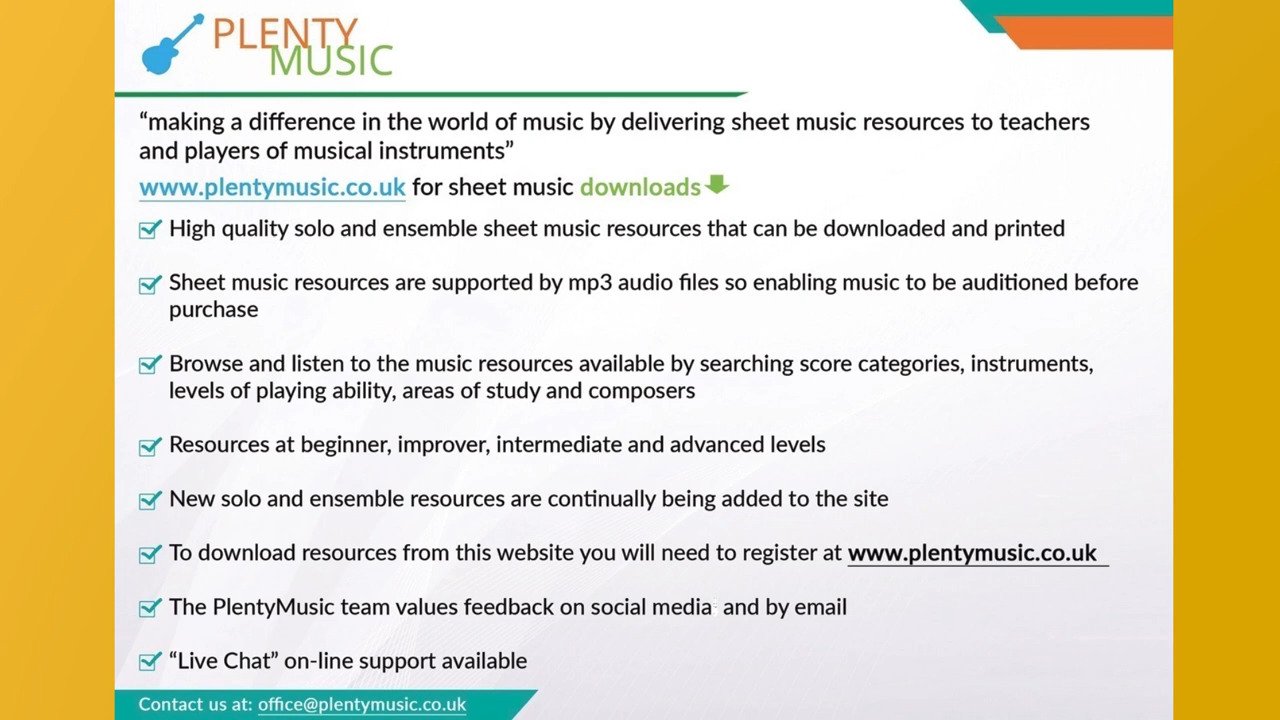 PLENTY
MUSIC
“making a difference in the world of music by delivering sheet music resources to teachers
and players of musical instruments”
www.plentymusic.co.uk for sheet music downloads
High quality solo and ensemble sheet music resources that can be downloaded and printed
Sheet music resources are supported by mp3 audio files so enabling music to be auditioned before
purchase
Browse and listen to the music resources available by searching score categories, instruments,
levels of playing ability, areas of study and composers
Resources at beginner, improver, intermediate and advanced levels
New solo and ensemble resources are continually being added to the site
To download resources from this website you will need to register at www.plentymusic.co.uk
The PlentyMusic team values feedback on social media and by email
“Live Chat” on-line support available
Contact us at: office@plentymusic.co.uk